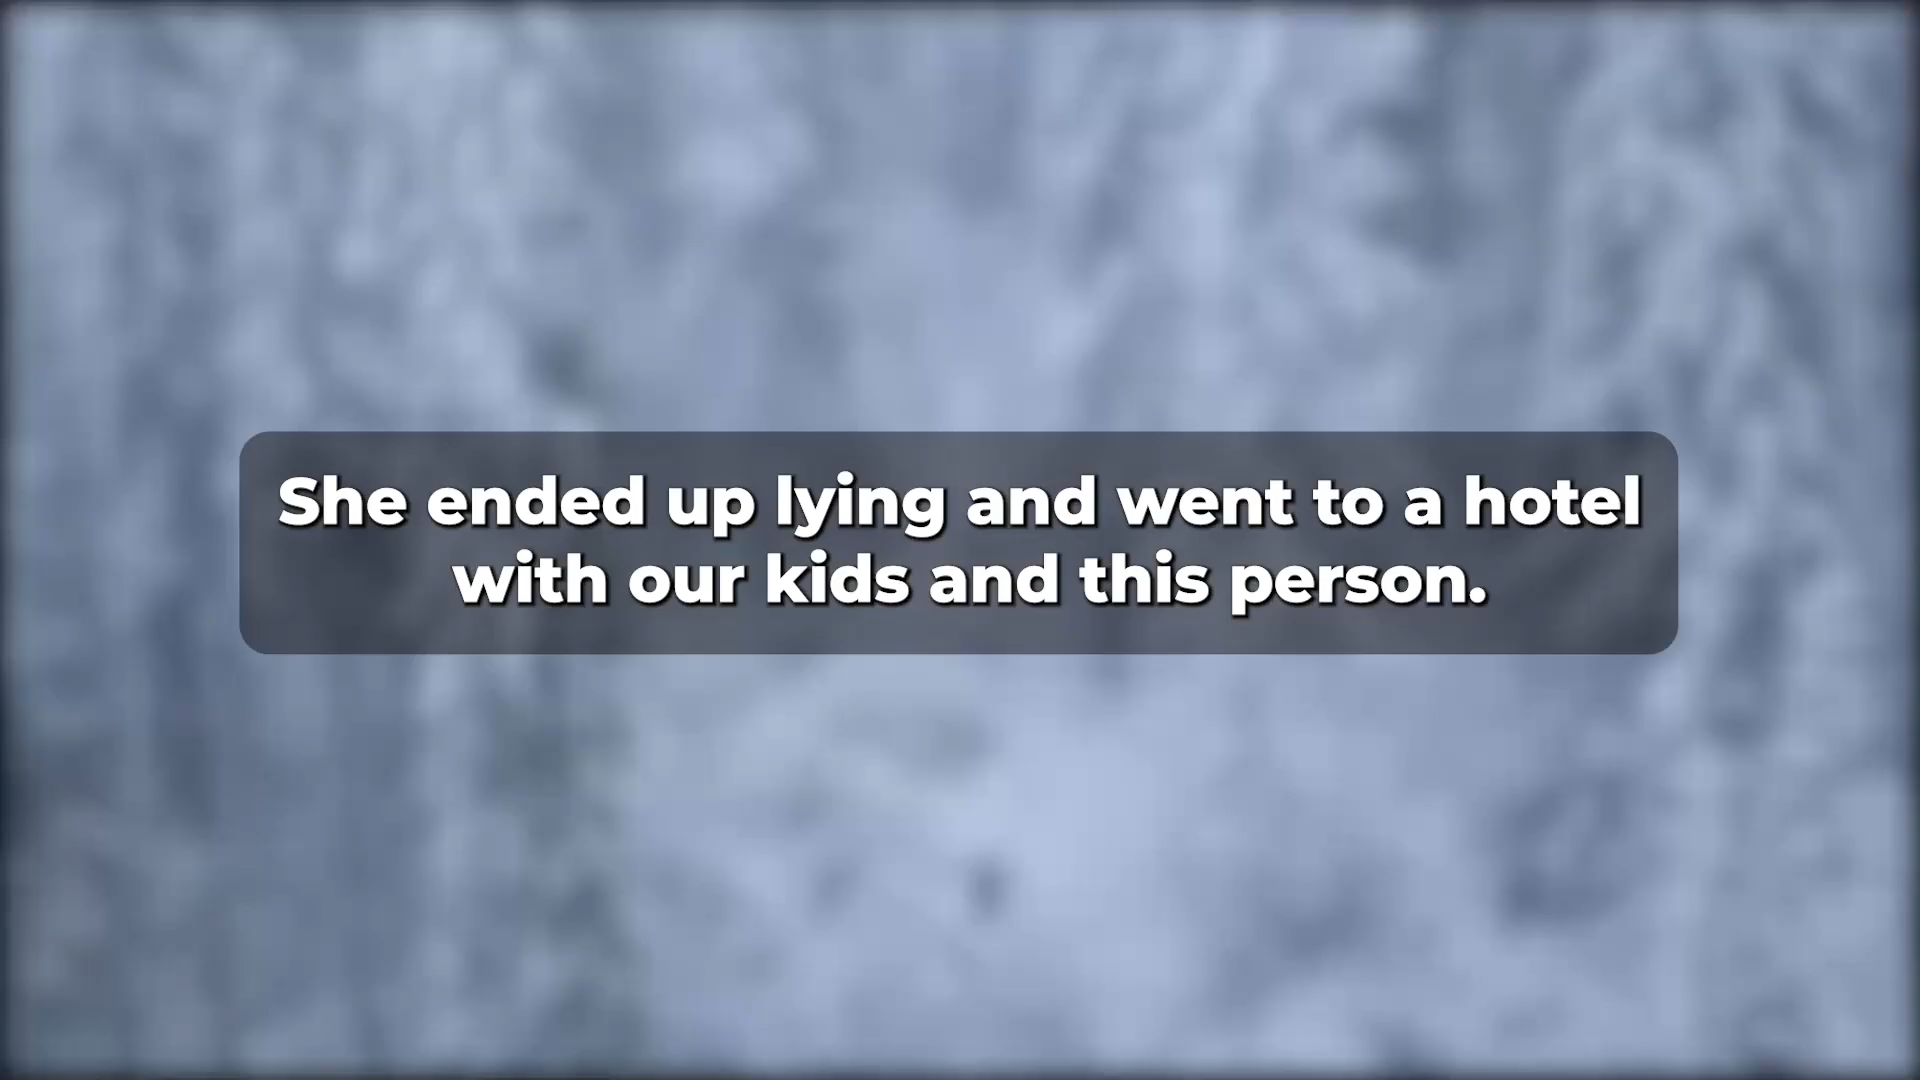 She ended up lying and went to a hotel
with our kids and this person.